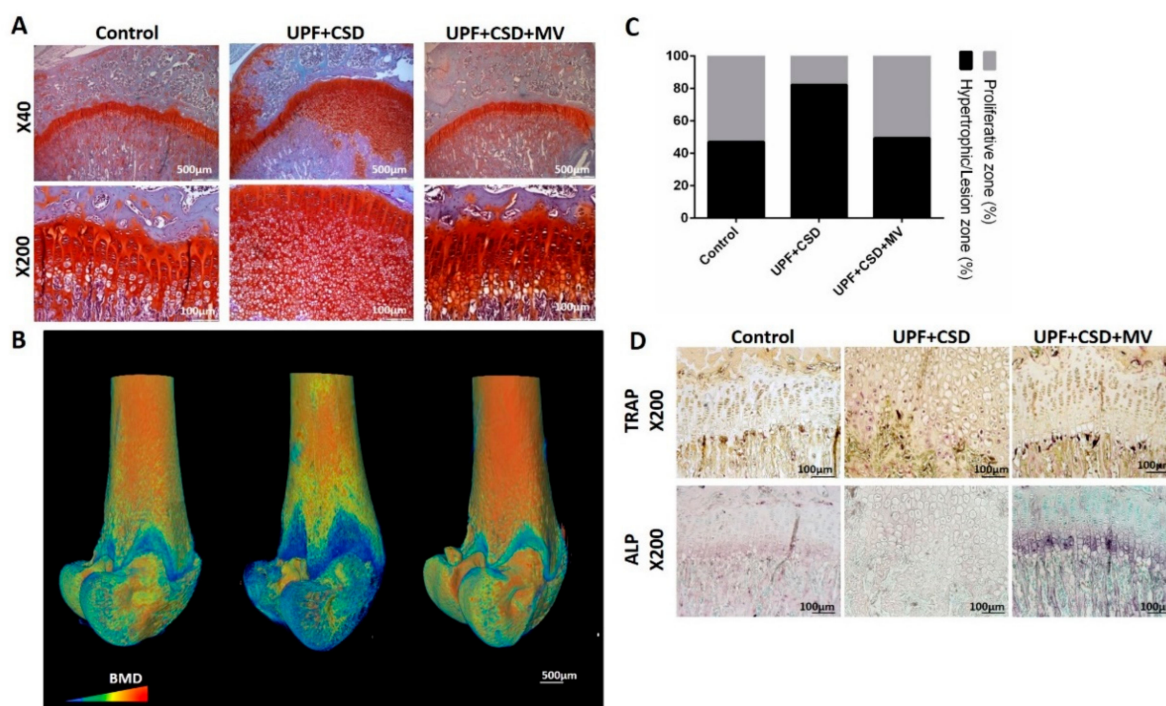 A
Control
UPF+CSD
UPF+CSD+MV
X40
500µm
500µm
500µm
X200
100µm
100µm
100µm
B
BMD
500µm
C
100
80
60
40
20
0
Control
UPF+CSD
UPF+CSD+MV
Proliferative zone (%)
Hypertrophic/Lesion zone (%)
D
Control
UPF+CSD
UPF+CSD+MV
TRAP
X200
100µm
100µm
100µm
ALP
X200
100µm
100µm
100µm